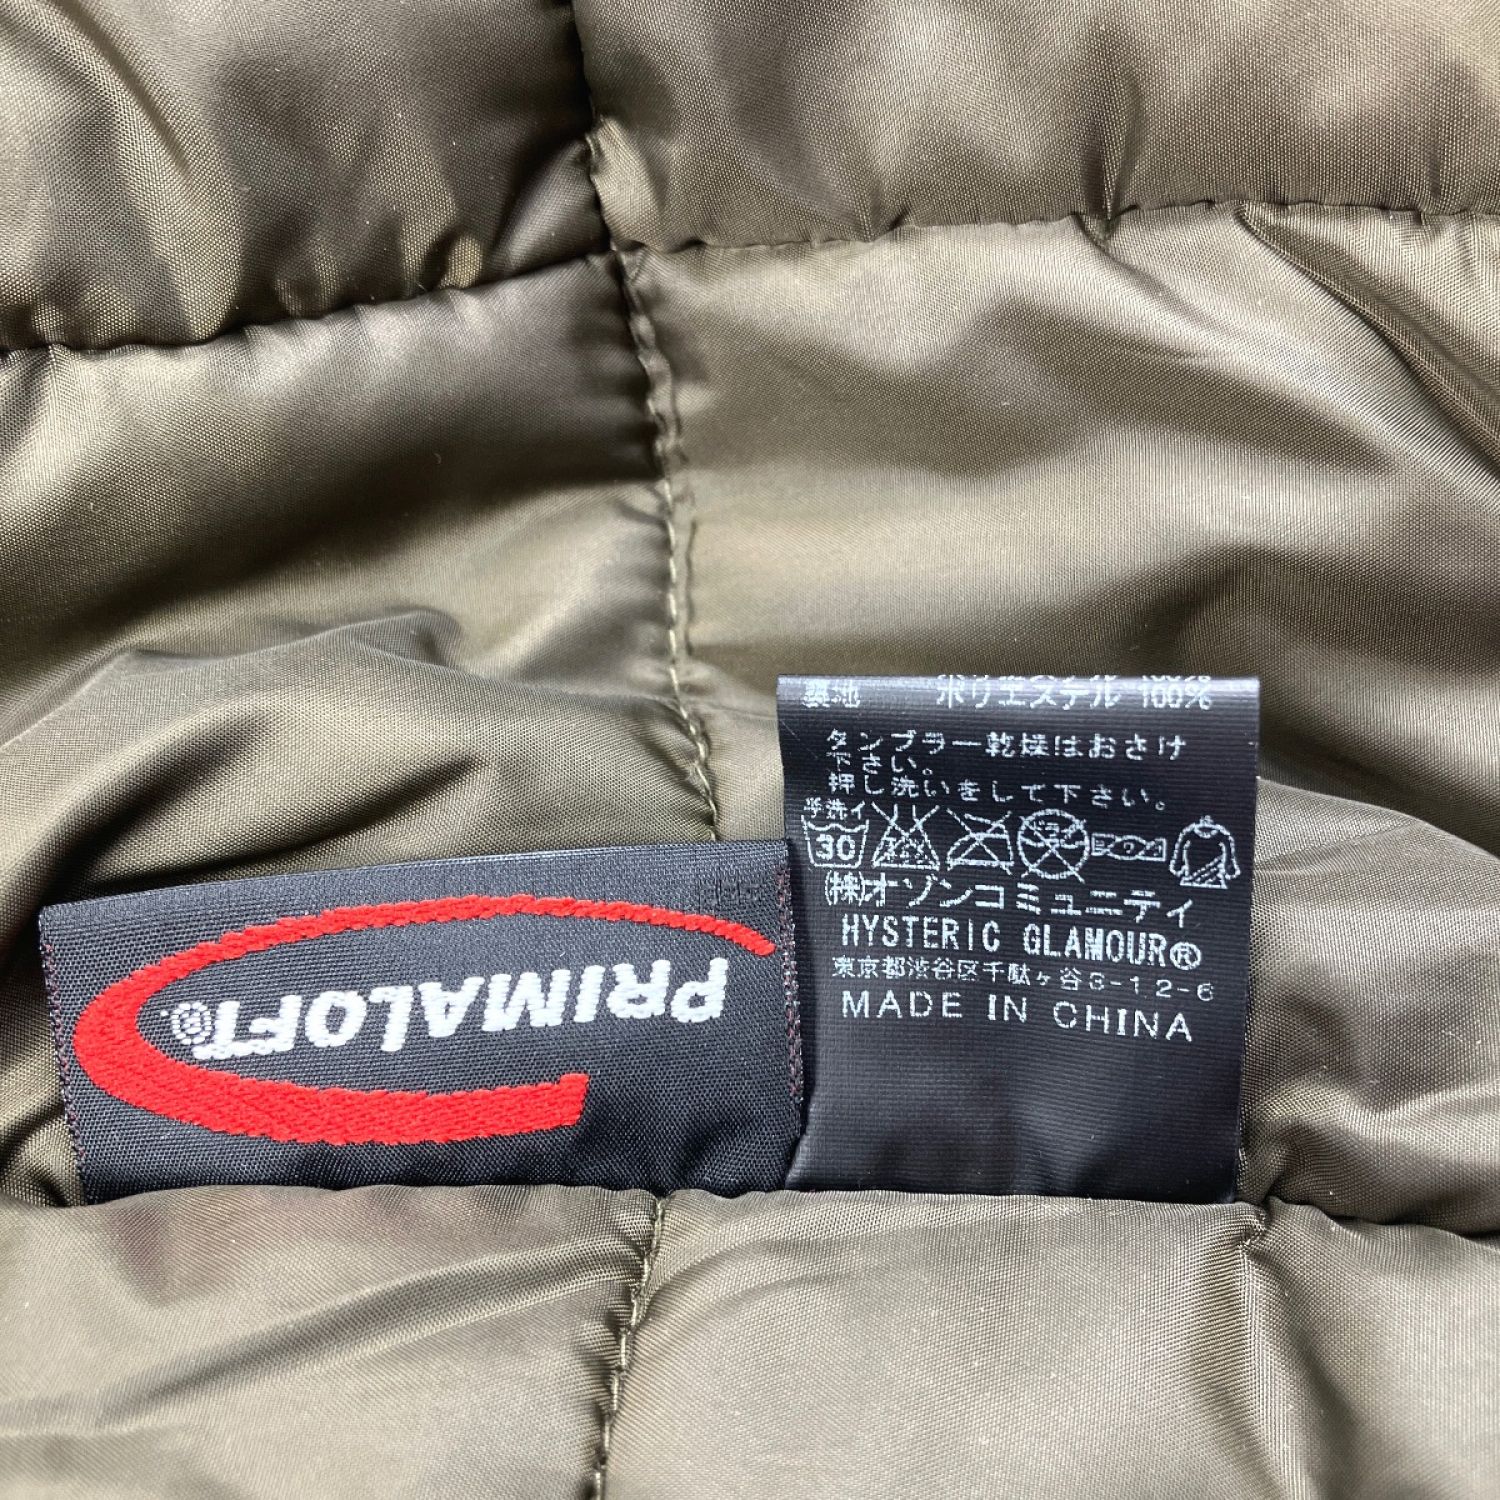 裏地 ポリエステル 100%
タンブラー乾燥はおさけ
下さい。
押し洗いをして下さい。
手洗イ
30
(株)オゾンコミュニティ
HYSTERIC GLAMOUR®
東京都渋谷区千駄ヶ谷3-12-6
MADE IN CHINA
PRIMALOFT®